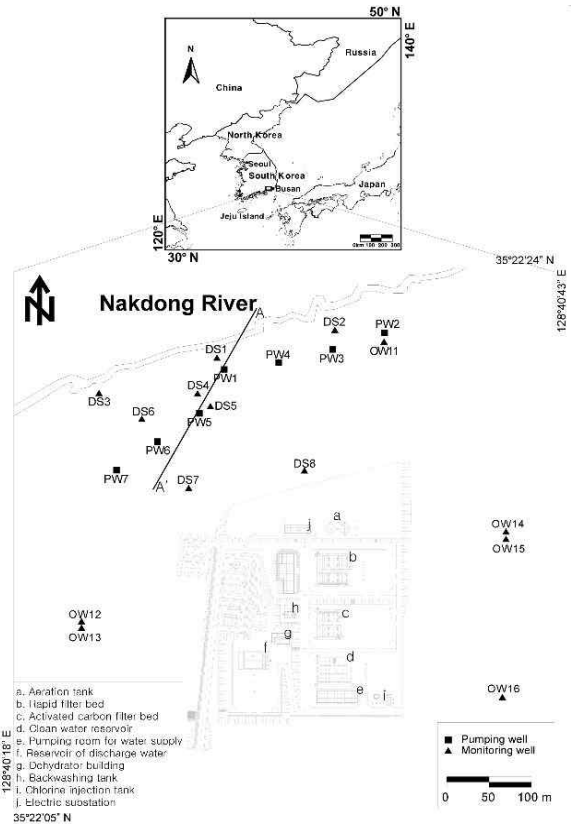 50° N
140° E
N
Russia
China
North Korea
Seoul
South Korea
Busan
Japan
Jeju Island
0km 100 200 300
120° E
30° N
35°22'24" N
128°40'43" E
N
Nakdong River
A
DS2
PW2
DS1
PW4
PW3
OW11
PW1
DS3
DS4
DS5
DS6
PW5
PW6
PW7
A'
DS7
DS8
j
a
b
OW14
OW15
h
c
g
f
d
e
i
OW12
OW13
OW16
a. Aeration tank
b. Rapid filter bed
c. Activated carbon filter bed
d. Clean water reservoir
e. Pumping room for water supply
f. Reservoir of discharge water
g. Dehydrator building
h. Backwashing tank
i. Chlorine injection tank
j. Electric substation
Pumping well
Monitoring well
0 50 100 m
128°40'18" E
35°22'05" N